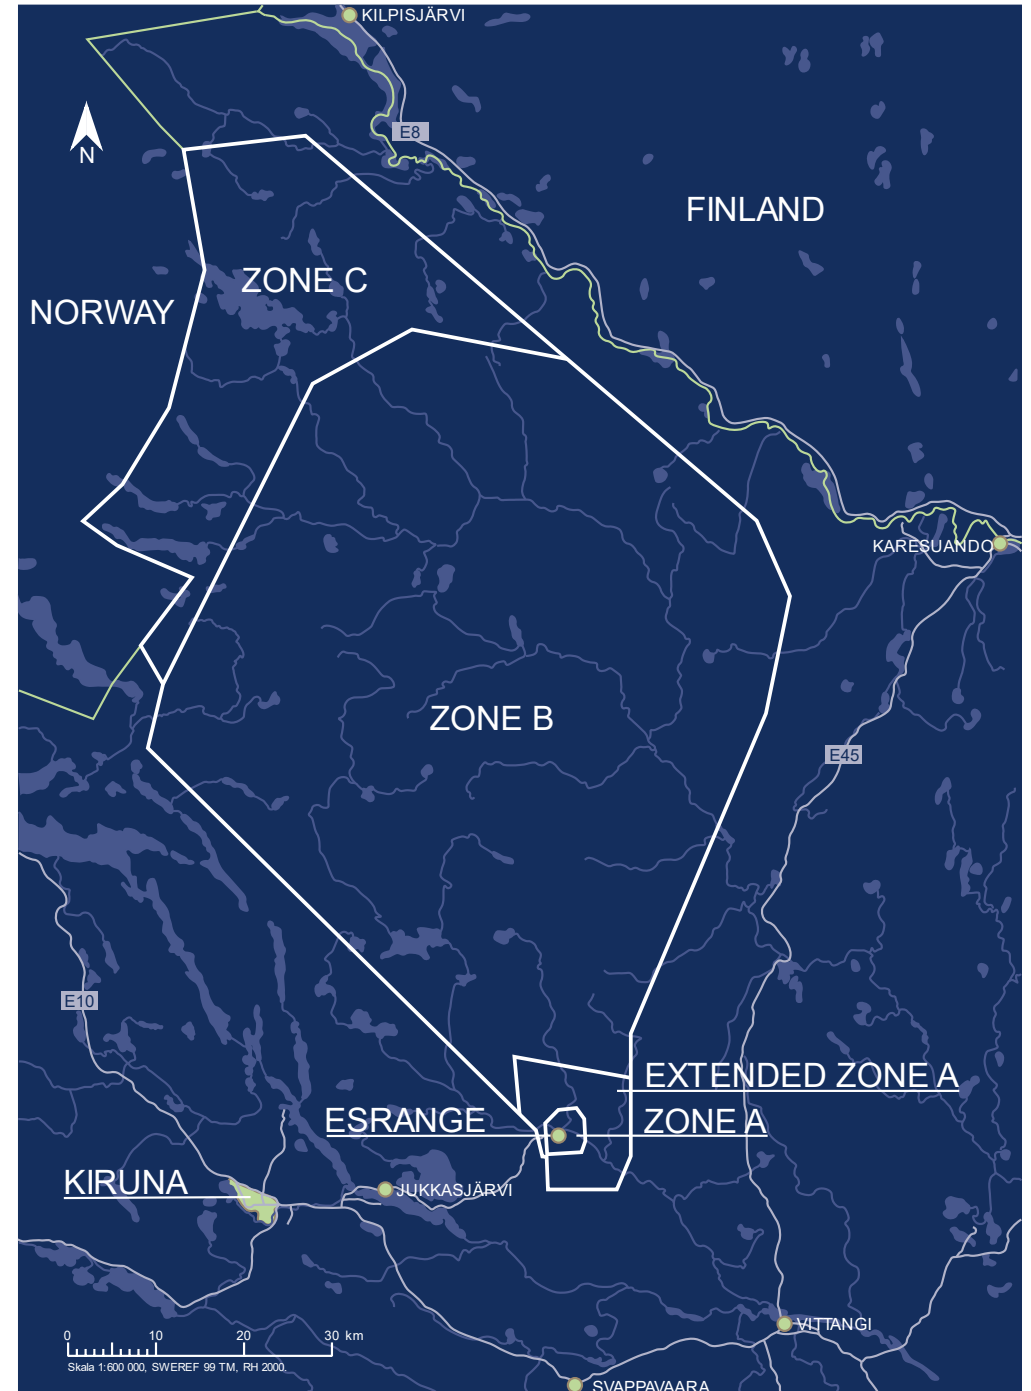 KILPISJÄRVI
E8
N
FINLAND
ZONE C
NORWAY
KARESUANDO
ZONE B
E45
E10
EXTENDED ZONE A
ESRANGE
ZONE A
KIRUNA
JUKKASJÄRVI
VITTANGI
0 10 20 30 km
Skala 1:600 000, SWEREF 99 TM, RH 2000.
SVAPPAVAARA